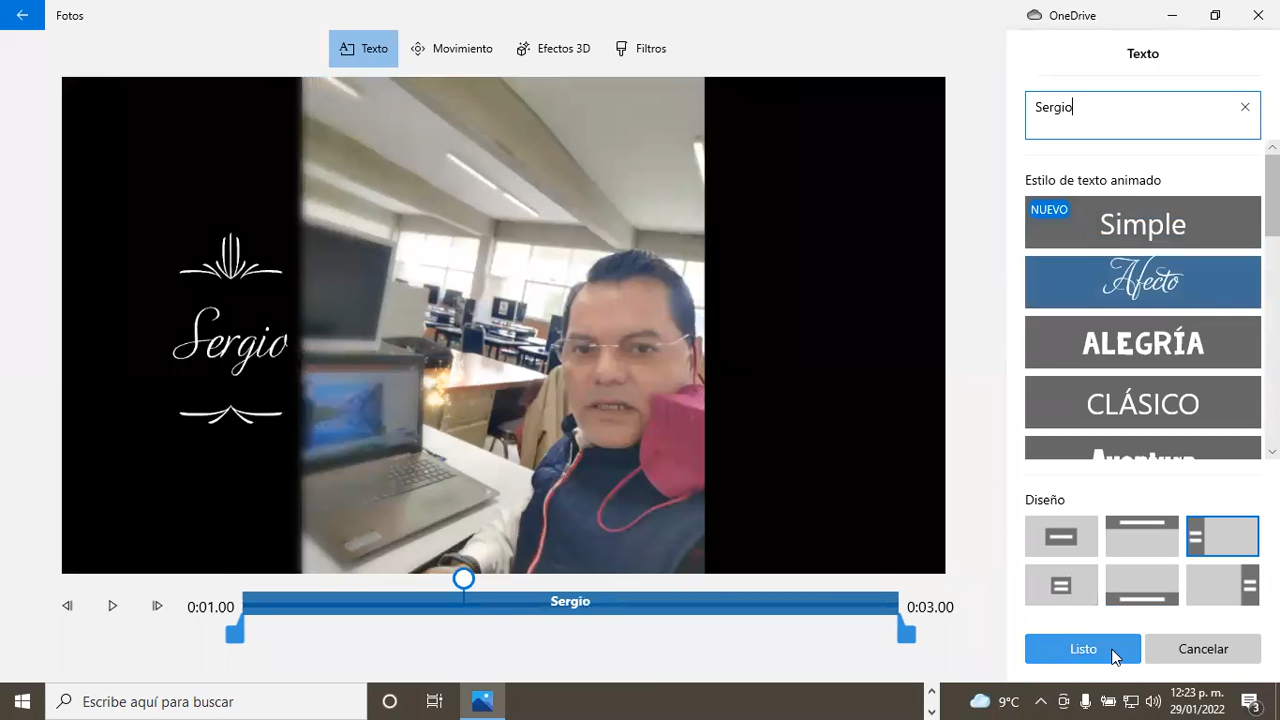 Fotos
OneDrive
Texto Movimiento Efectos 3D Filtros
Texto
Sergio
Estilo de texto animado
NUEVO
Simple
Afecto
ALEGRÍA
CLÁSICO
Aventura
Sergio
Diseño
0:01.00
Sergio
0:03.00
Listo Cancelar
Escribe aquí para buscar
9°C
12:23 p. m.
29/01/2022
3